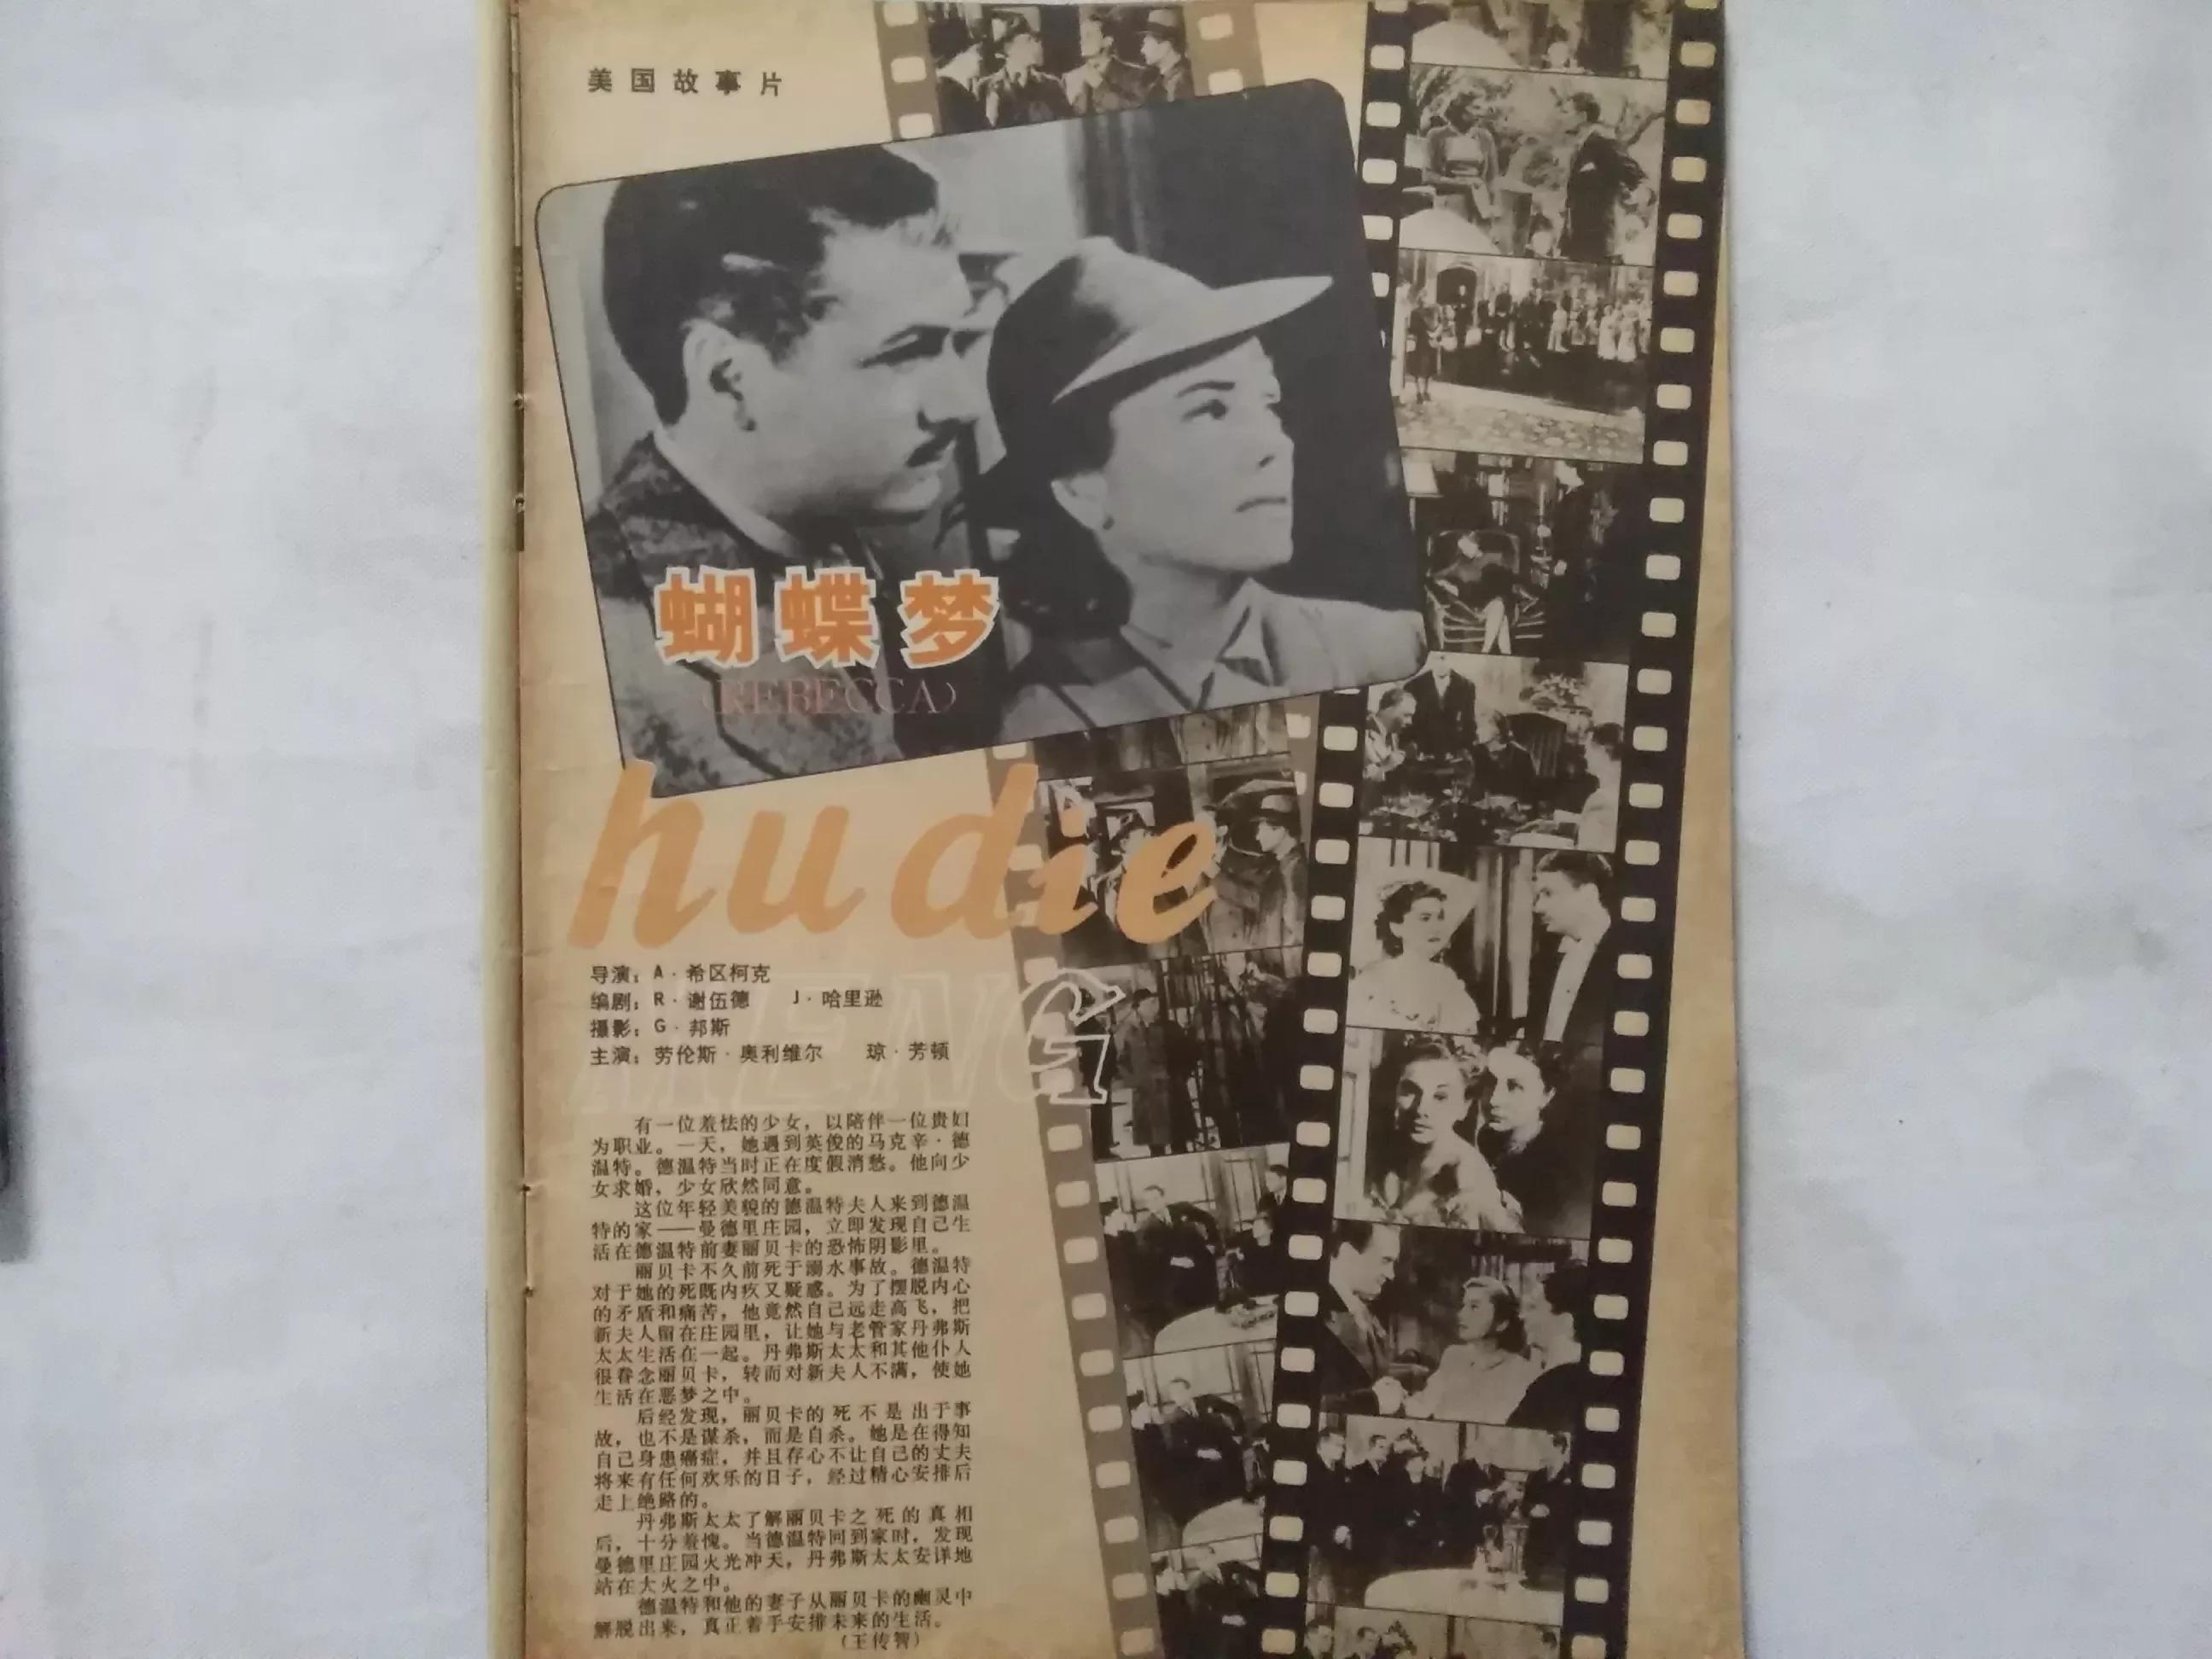 美国故事片
蝴蝶梦
(REBECCA)
hudie
MENG
导演：A·希区柯克
编剧：R·谢伍德 J·哈里逊
摄影：G·邦斯
主演：劳伦斯·奥利维尔 琼·芳顿
有一位羞怯的少女，以陪伴一位贵妇
为职业。一天，她遇到英俊的马克辛·德
温特。德温特当时正在度假消愁。他向少
女求婚，少女欣然同意。
这位年轻美貌的德温特夫人来到德温
特的家——曼德里庄园，立即发现自己生
活在德温特前妻丽贝卡的恐怖阴影里。
丽贝卡不久前死于溺水事故。德温特
对于她的死既内疚又疑惑。为了摆脱内心
的矛盾和痛苦，他竟然自己远走高飞，把
新夫人留在庄园里，让她与老管家丹弗斯
太太生活在一起。丹弗斯太太和其他仆人
很眷念丽贝卡，转而对新夫人不满，使她
生活在恶梦之中。
后经发现，丽贝卡的死不是出于事
故，也不是谋杀，而是自杀。她是在得知
自己身患癌症，并且存心不让自己的丈夫
将来有任何欢乐的日子，经过精心安排后
走上绝路的。
丹弗斯太太了解丽贝卡之死的真相
后，十分羞愧。当德温特回到家时，发现
曼德里庄园火光冲天，丹弗斯太太安详地
站在大火之中。
德温特和他的妻子从丽贝卡的幽灵中
解脱出来，真正着手安排未来的生活。
（王传智）